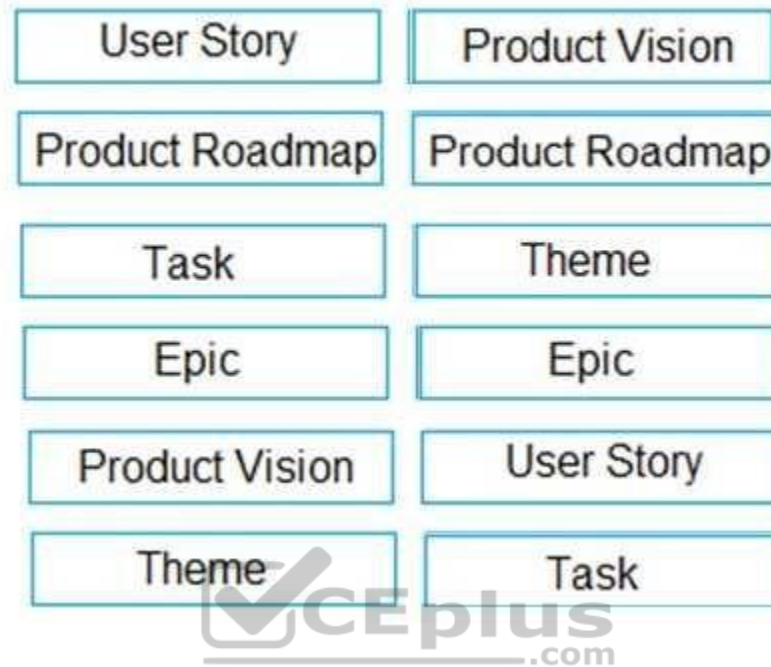 User Story Product Vision
Product Roadmap Product Roadmap
Task Theme
Epic Epic
Product Vision User Story
Theme Task
CEplus
.com